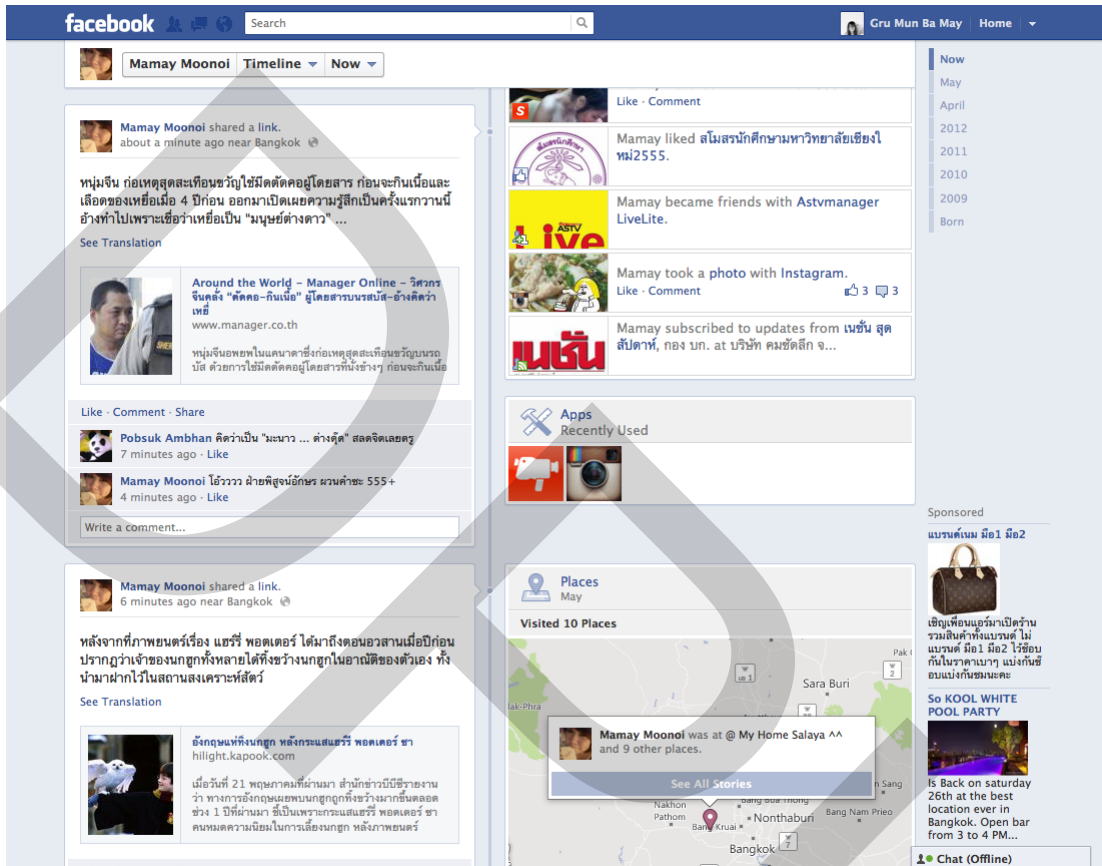 facebook
Search
Gru Mun Ba May
Home
Mamay Moonoi
Timeline
Now
Mamay Moonoi shared a link.
about a minute ago near Bangkok
หนุ่มจีน ก่อเหตุสุดสะเทือนขวัญใช้มีดตัดคอผู้โดยสาร ก่อนจะกินเนื้อและ
เลือดของเหยื่อเมื่อ 4 ปีก่อน ออกมาเปิดเผยความรู้สึกเป็นครั้งแรกวานนี้
อ้างทำไปเพราะเชื่อว่าเหยื่อเป็น "มนุษย์ต่างดาว" ...
See Translation
Around the World – Manager Online – วิศวกร
จีนคลั่ง "ตัดคอ-กินเนื้อ" ผู้โดยสารบนรสบัส-อ้างคิดว่า
เหยื่
www.manager.co.th
หนุ่มจีนอพยพในแคนาดาซึ่งก่อเหตุสุดสะเทือนขวัญบนรถ
บัส ด้วยการใช้มีดตัดคอผู้โดยสารที่นั่งข้างๆ ก่อนจะกินเนื้อ
Like · Comment · Share
Pobsuk Ambhan คิดว่าเป็น "มะนาว ... ต่างดุ๊ด" สลดจิตเลยตรู
7 minutes ago · Like
Mamay Moonoi โอ้วววว ฝ่ายพิสูจน์อักษร ผวนคำซะ 555+
4 minutes ago · Like
Write a comment...
Mamay Moonoi shared a link.
6 minutes ago near Bangkok
หลังจากที่ภาพยนตร์เรื่อง แฮร์รี่ พอตเตอร์ ได้มาถึงตอนอวสานเมื่อปีก่อน
ปรากฏว่าเจ้าของนกฮูกทั้งหลายได้ทิ้งขว้างนกฮูกในอาณัติของตัวเอง ทั้ง
นำมาฝากไว้ในสถานสงเคราะห์สัตว์
See Translation
อังกฤษแห่ทิ้งนกฮูก หลังกระแสแฮร์รี่ พอตเตอร์ ซา
hilight.kapook.com
เมื่อวันที่ 21 พฤษภาคมที่ผ่านมา สำนักข่าวบีบีซีรายงาน
ว่า ทางการอังกฤษเผยพบนกฮูกถูกทิ้งขว้างมากขึ้นตลอด
ช่วง 1 ปีที่ผ่านมา ซึ่งเป็นเพราะกระแสแฮร์รี่ พอตเตอร์ ซา
คนหมดความนิยมในการเลี้ยงนกฮูก หลังภาพยนตร์
Like · Comment
Mamay liked สโมสรนักศึกษามหาวิทยาลัยเชียงใ
หม่2555.
Mamay became friends with Astvmanager
LiveLite.
ASTV
Live
Mamay took a photo with Instagram.
Like · Comment
3
3
Mamay subscribed to updates from เนชั่น สุด
สัปดาห์, กอง บก. at บริษัท คมชัดลึก จ...
เนชั่น
Apps
Recently Used
Places
May
Visited 10 Places
Sara Buri
Mamay Moonoi was at @ My Home Salaya ^^
and 9 other places.
See All Stories
Nakhon
Pathom
Bang Bua Thong
Bang Kruai
Nonthaburi
Bang Nam Prieo
Bangkok
Now
May
April
2012
2011
2010
2009
Born
Sponsored
แบรนด์เนม มือ1 มือ2
เชิญเพื่อนแอร์มาเปิดร้าน
รวมสินค้าทั้งแบรนด์ ไม่
แบรนด์ มือ1 มือ2 ไว้ช็อบ
กันในราคาเบาๆ แบ่งกันช็
อบแบ่งกันชมนะคะ
So KOOL WHITE
POOL PARTY
Is Back on saturday
26th at the best
location ever in
Bangkok. Open bar
from 3 to 4 PM...
Chat (Offline)